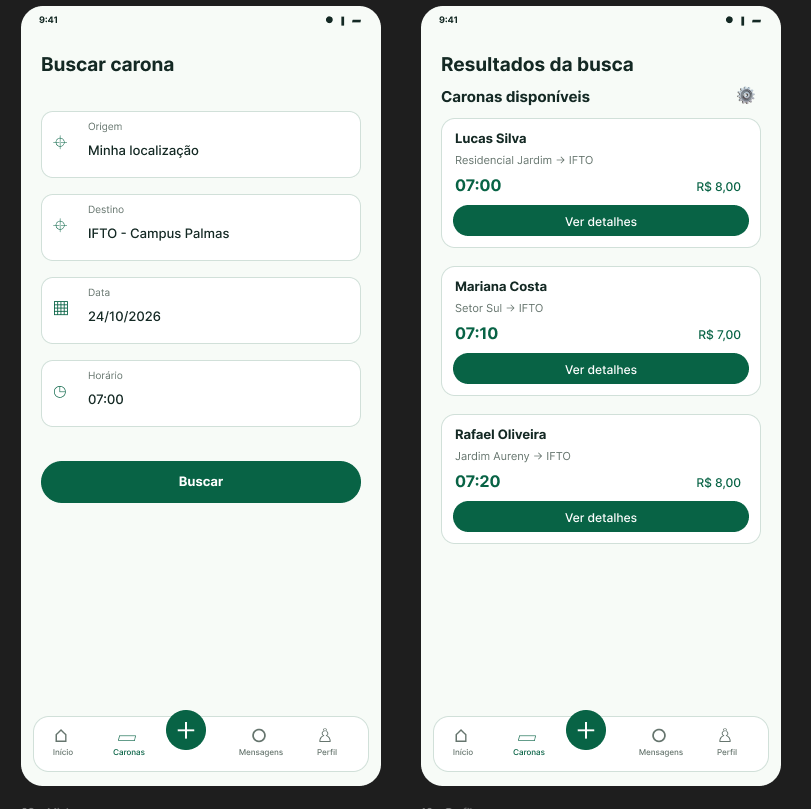 9:41
Buscar carona
Origem
Minha localização
Destino
IFTO - Campus Palmas
Data
24/10/2026
Horário
07:00
Buscar
Início
Caronas
+
Mensagens
Perfil
9:41
Resultados da busca
Caronas disponíveis
Lucas Silva
Residencial Jardim → IFTO
07:00
R$ 8,00
Ver detalhes
Mariana Costa
Setor Sul → IFTO
07:10
R$ 7,00
Ver detalhes
Rafael Oliveira
Jardim Aureny → IFTO
07:20
R$ 8,00
Ver detalhes
Início
Caronas
+
Mensagens
Perfil